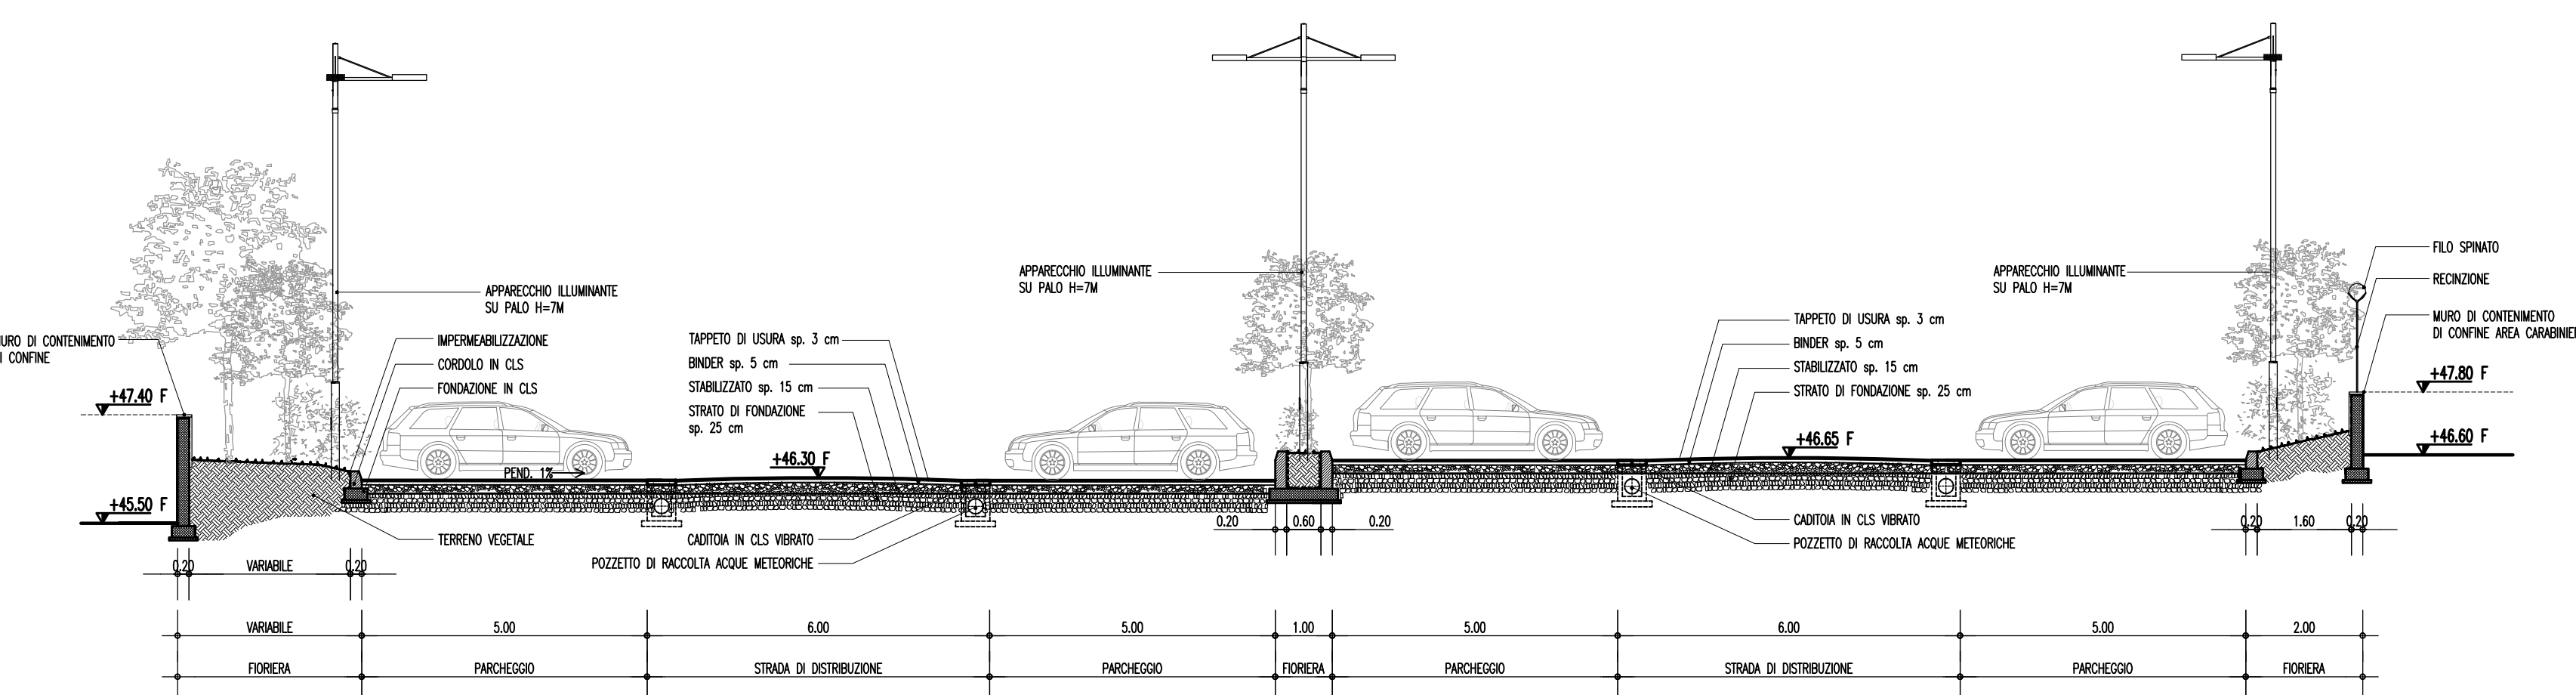 APPARECCHIO ILLUMINANTE
SU PALO H=7M
APPARECCHIO ILLUMINANTE
SU PALO H=7M
APPARECCHIO ILLUMINANTE
SU PALO H=7M
FILO SPINATO
RECINZIONE
MURO DI CONTENIMENTO
DI CONFINE AREA CARABINIE
URO DI CONTENIMENTO
I CONFINE
IMPERMEABILIZZAZIONE
CORDOLO IN CLS
FONDAZIONE IN CLS
TAPPETO DI USURA sp. 3 cm
BINDER sp. 5 cm
STABILIZZATO sp. 15 cm
STRATO DI FONDAZIONE
sp. 25 cm
TAPPETO DI USURA sp. 3 cm
BINDER sp. 5 cm
STABILIZZATO sp. 15 cm
STRATO DI FONDAZIONE sp. 25 cm
+47.40 F
+47.80 F
+46.30 F
+46.65 F
+46.60 F
PEND. 1%
+45.50 F
TERRENO VEGETALE
CADITOIA IN CLS VIBRATO
POZZETTO DI RACCOLTA ACQUE METEORICHE
CADITOIA IN CLS VIBRATO
POZZETTO DI RACCOLTA ACQUE METEORICHE
0.20 0.60 0.20
0.20 1.60 0.20
0.20 VARIABILE 0.20
VARIABILE 5.00 6.00 5.00 1.00 5.00 6.00 5.00 2.00
FIORIERA PARCHEGGIO STRADA DI DISTRIBUZIONE PARCHEGGIO FIORIERA PARCHEGGIO STRADA DI DISTRIBUZIONE PARCHEGGIO FIORIERA